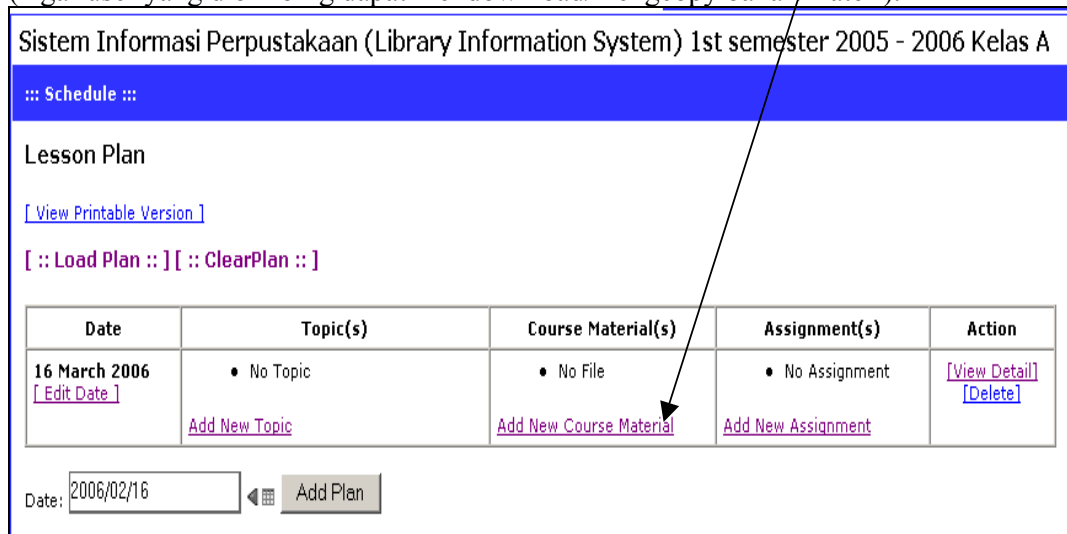 Sistem Informasi Perpustakaan (Library Information System) 1st semester 2005 - 2006 Kelas A
::: Schedule :::
Lesson Plan
[ View Printable Version ]
[ :: Load Plan :: ] [ :: ClearPlan :: ]
Date Topic(s) Course Material(s) Assignment(s) Action
16 March 2006 • No Topic • No File • No Assignment [View Detail]
[ Edit Date ] [Delete]
Add New Topic Add New Course Material Add New Assignment
Date: 2006/02/16 Add Plan